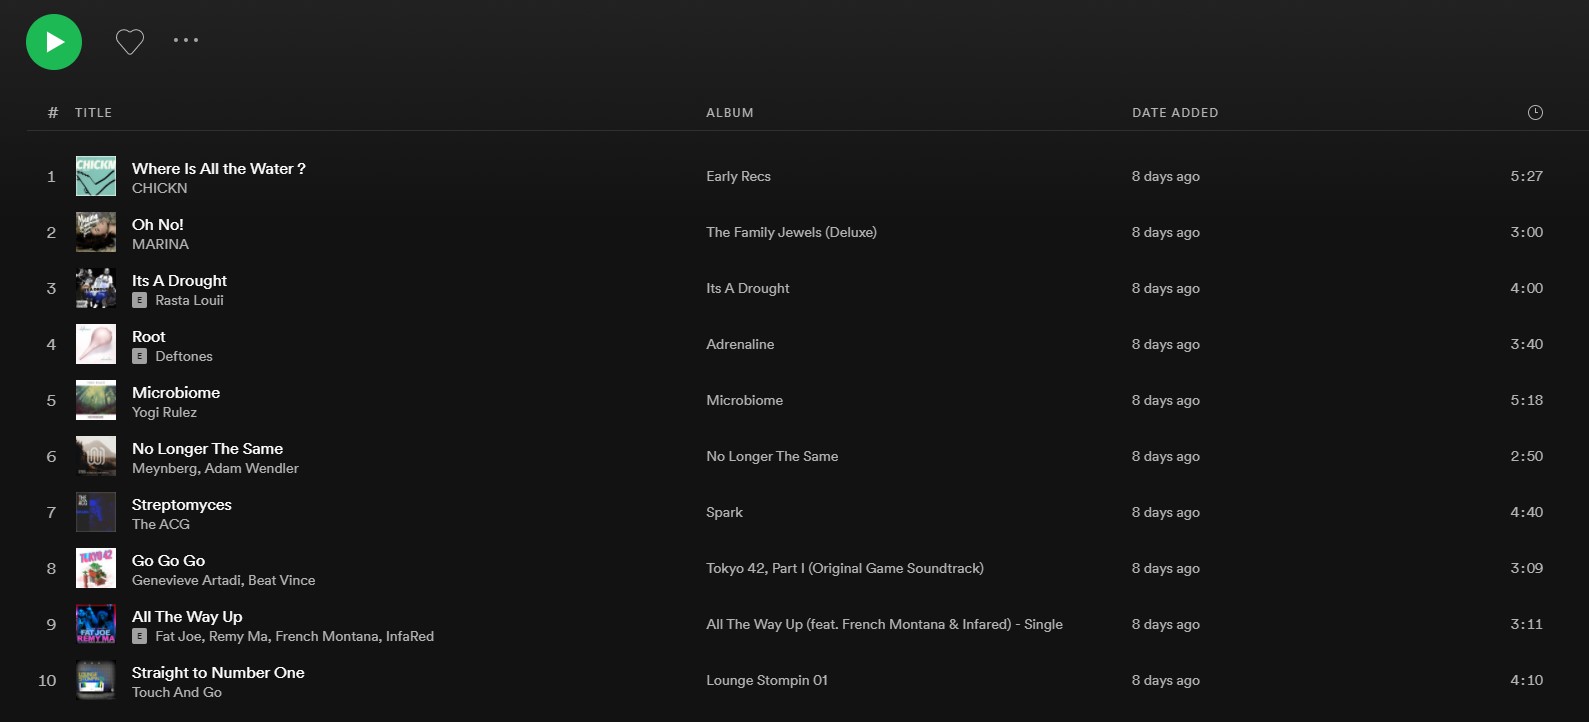 # TITLE ALBUM DATE ADDED
1 Where Is All the Water ? Early Recs 8 days ago 5:27
CHICKN
2 Oh No! The Family Jewels (Deluxe) 8 days ago 3:00
MARINA
3 Its A Drought Its A Drought 8 days ago 4:00
E Rasta Louii
4 Root Adrenaline 8 days ago 3:40
E Deftones
5 Microbiome Microbiome 8 days ago 5:18
Yogi Rulez
6 No Longer The Same No Longer The Same 8 days ago 2:50
Meynberg, Adam Wendler
7 Streptomyces Spark 8 days ago 4:40
The ACG
8 Go Go Go Tokyo 42, Part I (Original Game Soundtrack) 8 days ago 3:09
Genevieve Artadi, Beat Vince
9 All The Way Up All The Way Up (feat. French Montana & Infared) - Single 8 days ago 3:11
E Fat Joe, Remy Ma, French Montana, InfaRed
10 Straight to Number One Lounge Stompin 01 8 days ago 4:10
Touch And Go
CHICKN
TOKYO 42
FAT JOE
REMY MA